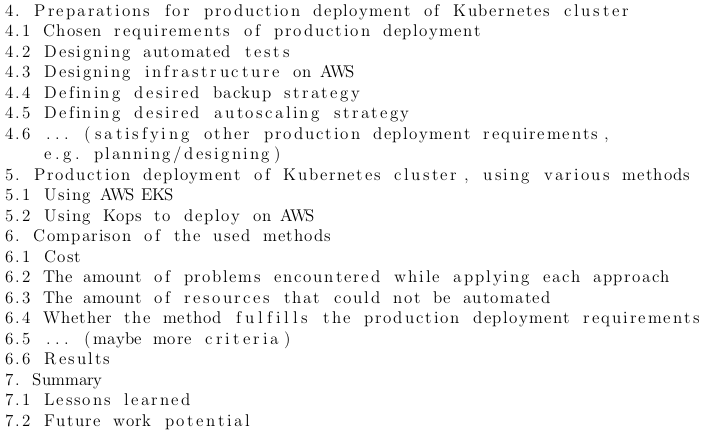 4. Preparations for production deployment of Kubernetes cluster
4.1 Chosen requirements of production deployment
4.2 Designing automated tests
4.3 Designing infrastructure on AWS
4.4 Defining desired backup strategy
4.5 Defining desired autoscaling strategy
4.6 ... (satisfying other production deployment requirements,
e.g. planning/designing)
5. Production deployment of Kubernetes cluster, using various methods
5.1 Using AWS EKS
5.2 Using Kops to deploy on AWS
6. Comparison of the used methods
6.1 Cost
6.2 The amount of problems encountered while applying each approach
6.3 The amount of resources that could not be automated
6.4 Whether the method fulfills the production deployment requirements
6.5 ... (maybe more criteria)
6.6 Results
7. Summary
7.1 Lessons learned
7.2 Future work potential